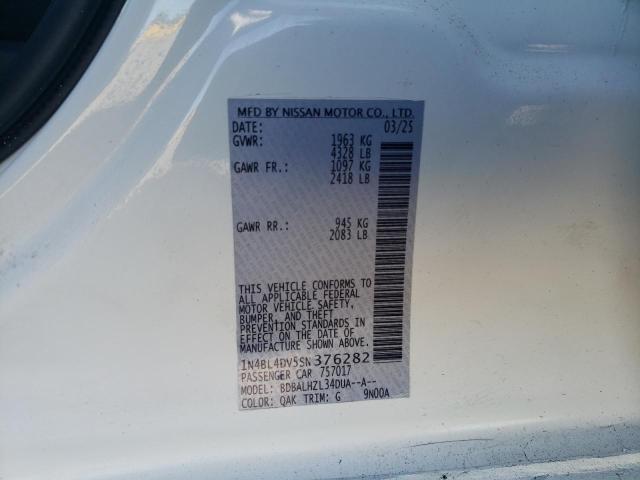 MFD BY NISSAN MOTOR CO., LTD.
DATE: 03/25
GVWR: 1963 KG
4328 LB
GAWR FR.: 1097 KG
2418 LB
GAWR RR.: 945 KG
2083 LB
THIS VEHICLE CONFORMS TO
ALL APPLICABLE FEDERAL
MOTOR VEHICLE SAFETY,
BUMPER, AND THEFT
PREVENTION STANDARDS IN
EFFECT ON THE DATE OF
MANUFACTURE SHOWN ABOVE.
1N4BL4DV5SN376282
PASSENGER CAR 757017
MODEL: BDBALHZL34DUA--A--
COLOR: QAK TRIM: G 9N00A